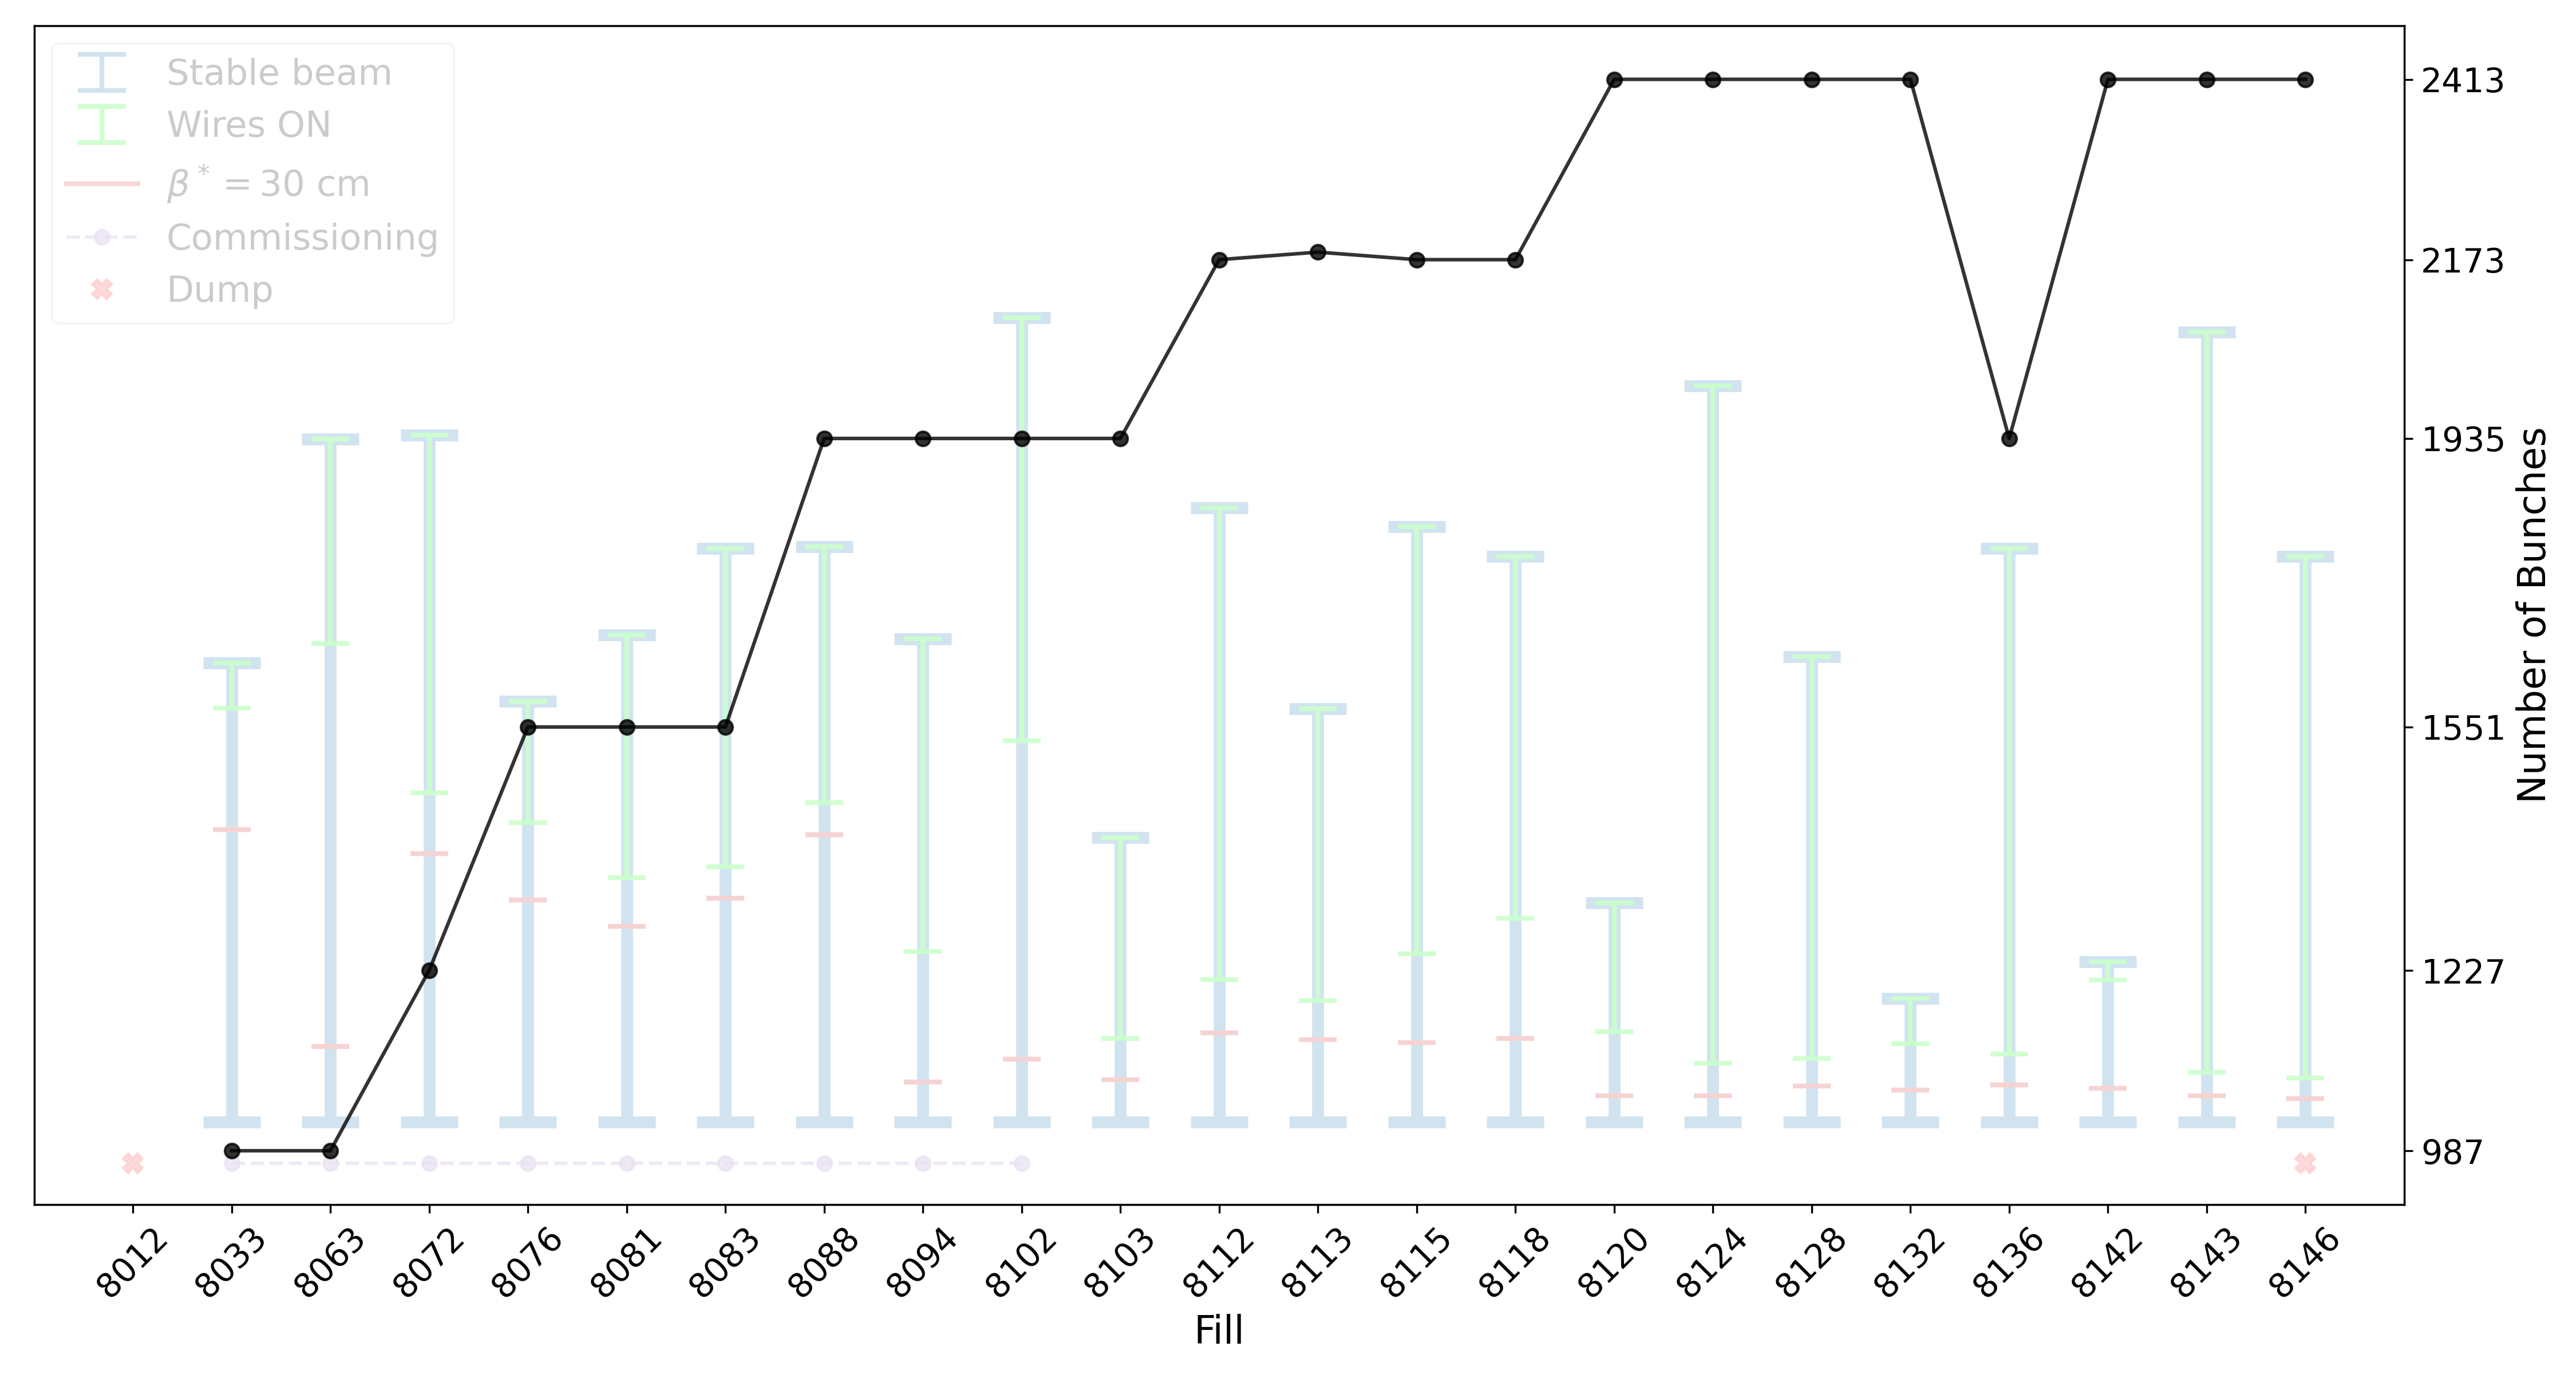 Stable beam
Wires ON
β* = 30 cm
Commissioning
Dump
2413
2173
1935
1551
1227
987
Number of Bunches
8012 8033 8063 8072 8076 8081 8083 8088 8094 8102 8103 8112 8113 8115 8118 8120 8124 8128 8132 8136 8142 8143 8146
Fill